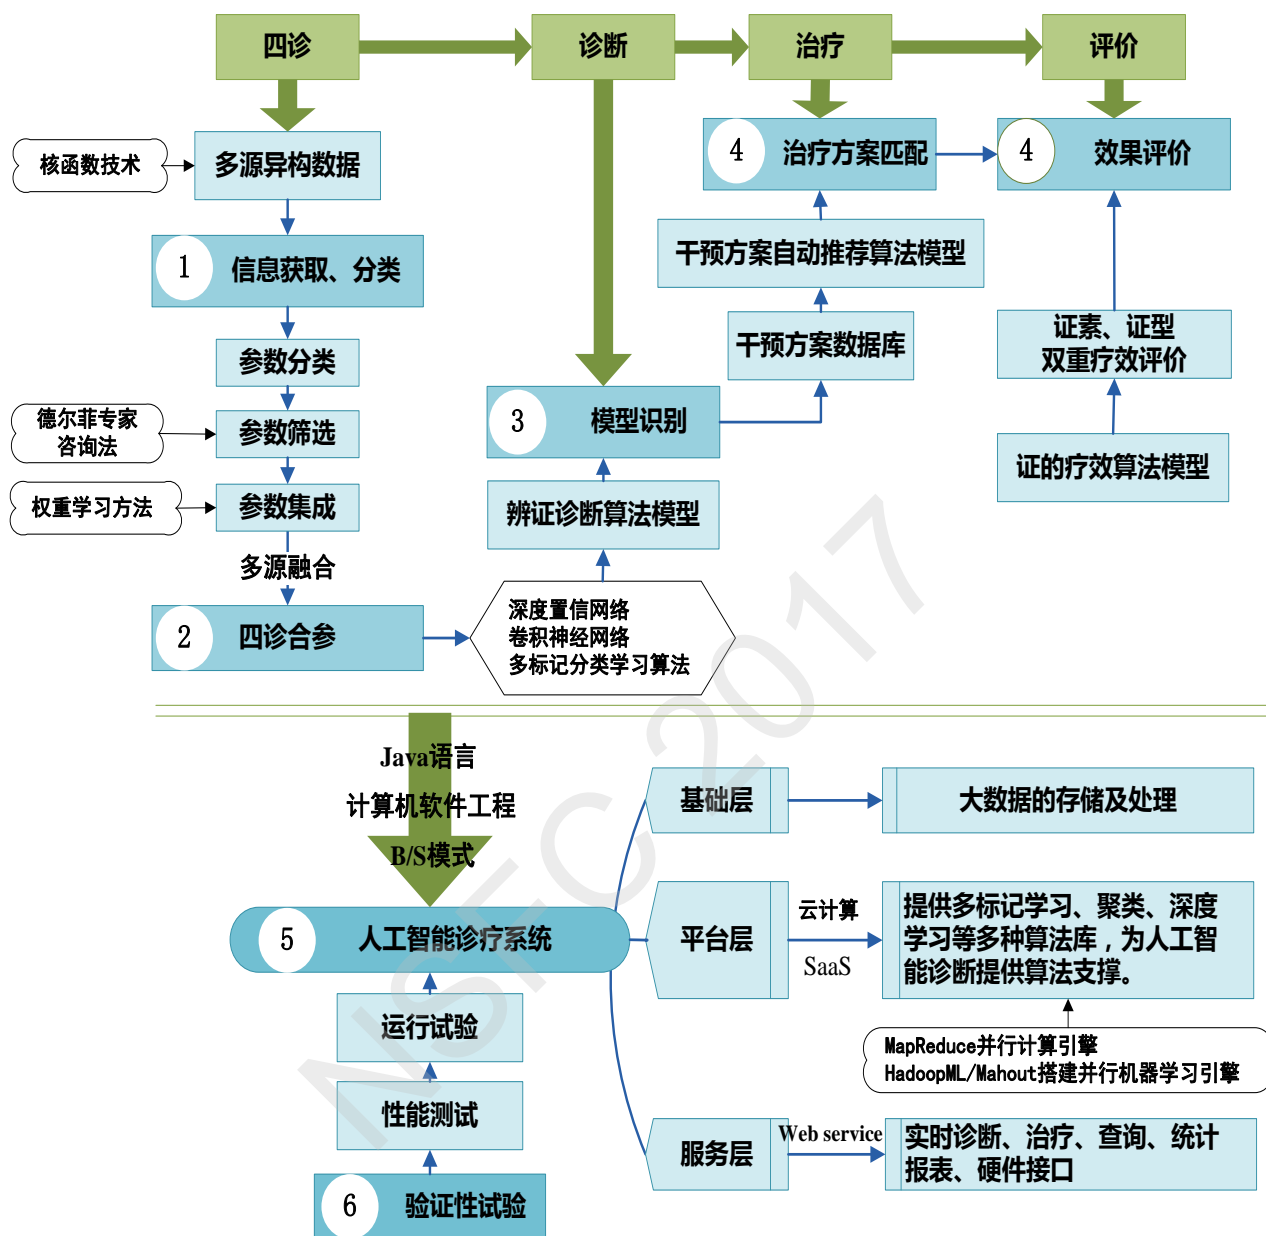 四诊
诊断
治疗
评价
核函数技术
多源异构数据
4
治疗方案匹配
4
效果评价
1
信息获取、分类
干预方案自动推荐算法模型
参数分类
干预方案数据库
证素、证型
双重疗效评价
德尔菲专家
咨询法
参数筛选
3
模型识别
证的疗效算法模型
权重学习方法
参数集成
辨证诊断算法模型
多源融合
2
四诊合参
深度置信网络
卷积神经网络
多标记分类学习算法
Java语言
计算机软件工程
B/S模式
基础层
大数据的存储及处理
5
人工智能诊疗系统
平台层
云计算
SaaS
提供多标记学习、聚类、深度
学习等多种算法库，为人工智
能诊断提供算法支撑。
运行试验
MapReduce并行计算引擎
HadoopML/Mahout搭建并行机器学习引擎
性能测试
服务层
Web service
实时诊断、治疗、查询、统计
报表、硬件接口
6
验证性试验
NSFC 2017